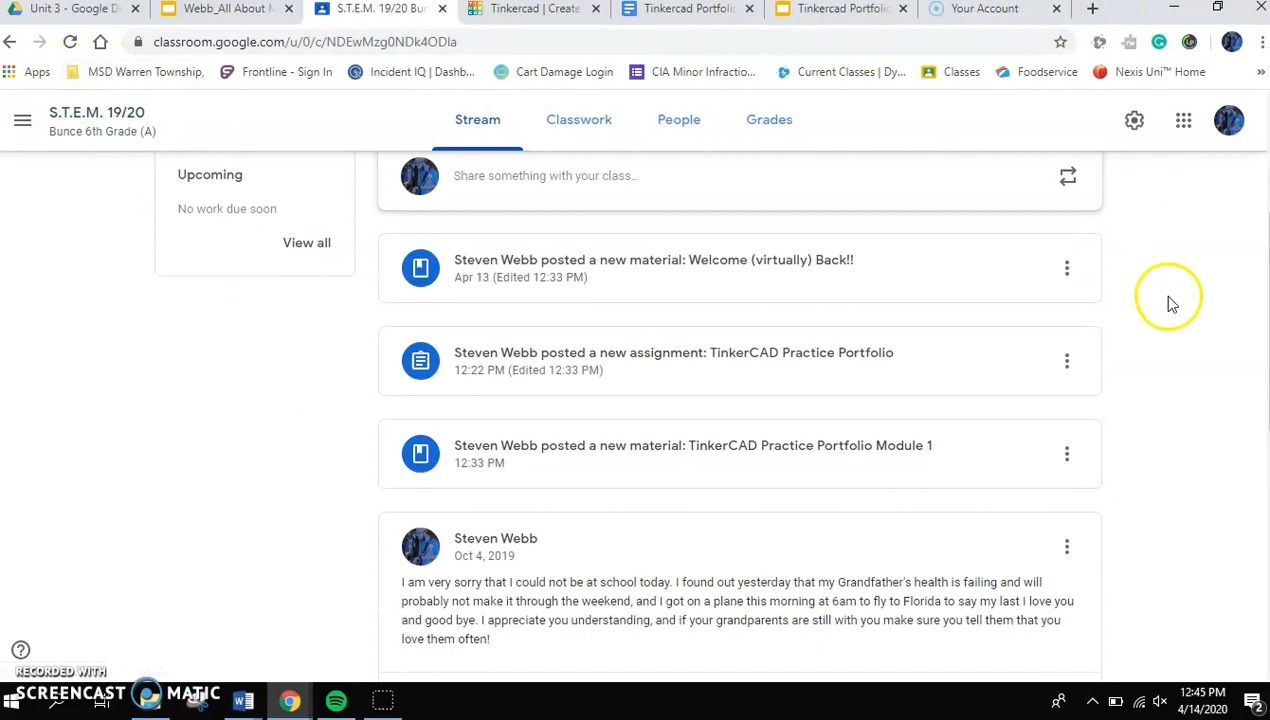 Unit 3 - Google D
Webb_All About M
S.T.E.M. 19/20 Bun
Tinkercad | Create
Tinkercad Portfolio
Tinkercad Portfolio
Your Account
classroom.google.com/u/0/c/NDEwMzg0NDk4ODla
Apps
MSD Warren Township,
Frontline - Sign In
Incident IQ | Dashb...
Cart Damage Location
CIA Minor Infractio...
Current Classes | Dy...
Classes
Foodservice
Nexis Uni™ Home
»
S.T.E.M. 19/20
Bunce 6th Grade (A)
Stream
Classwork
People
Grades
Upcoming
No work due soon
View all
Share something with your class...
Steven Webb posted a new material: Welcome (virtually) Back!!
Apr 13 (Edited 12:33 PM)
Steven Webb posted a new assignment: TinkerCAD Practice Portfolio
12:22 PM (Edited 12:33 PM)
Steven Webb posted a new material: TinkerCAD Practice Portfolio Module 1
12:33 PM
Steven Webb
Oct 4, 2019
I am very sorry that I could not be at school today. I found out yesterday that my Grandfather's health is failing and will
probably not make it through the weekend, and I got on a plane this morning at 6am to fly to Florida to say my last I love you
and good bye. I appreciate you understanding, and if your grandparents are still with you make sure you tell them that you
love them often!
RECORDED WITH
SCREENCAST MATIC
12:45 PM
4/14/2020
2